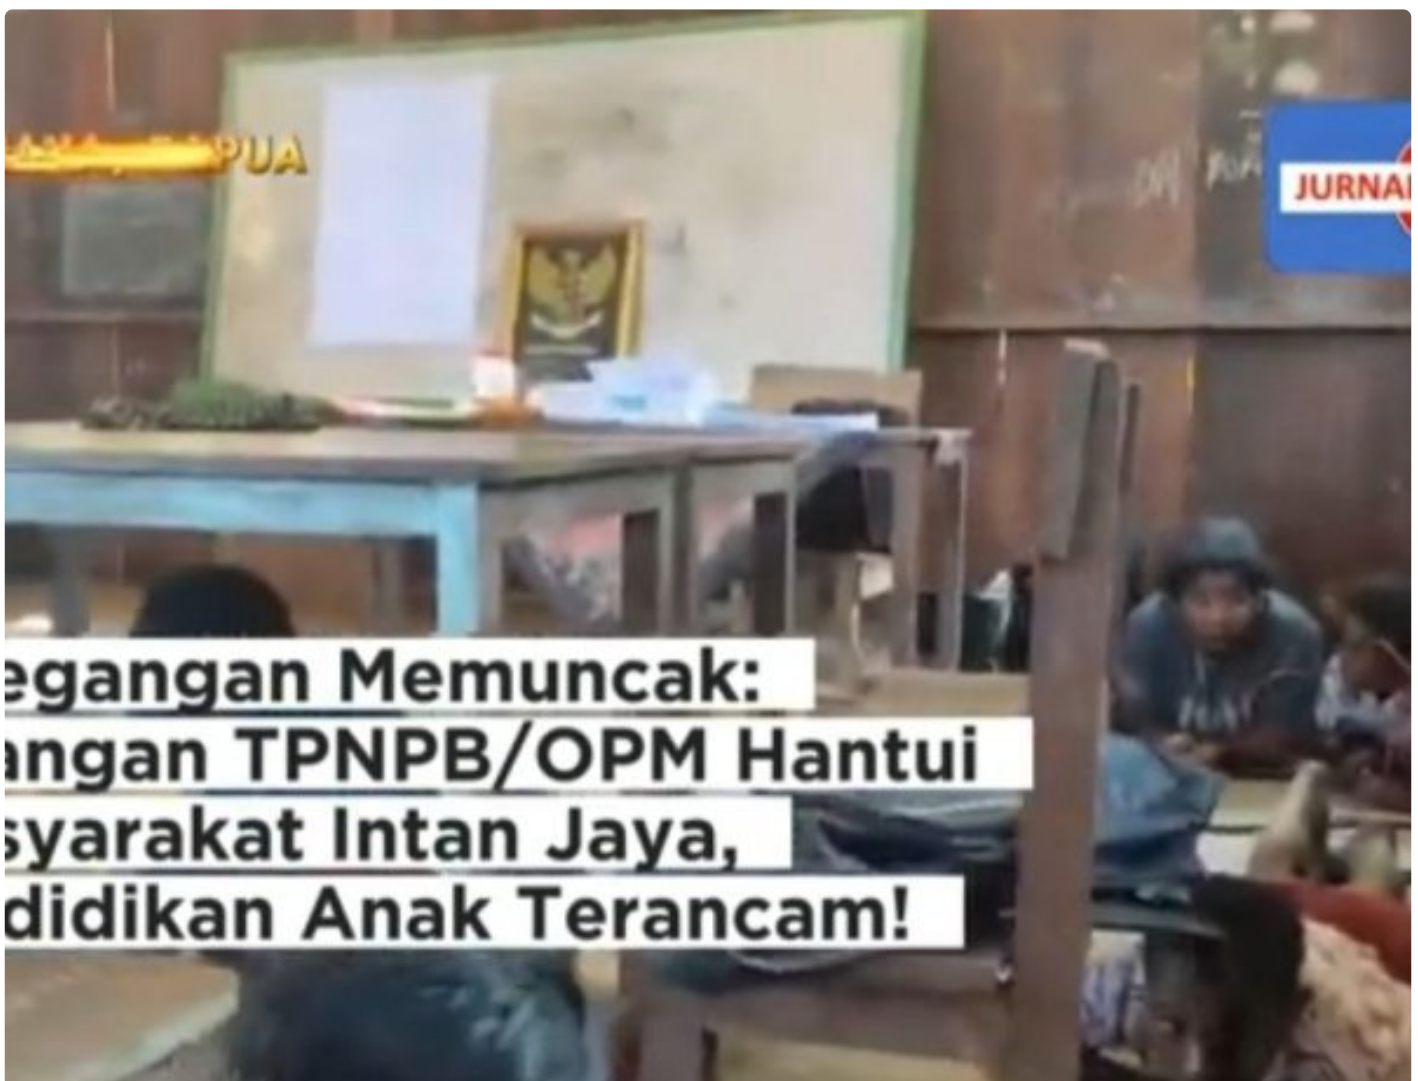 PUA
JURNA
egangan Memuncak:
angan TPNPB/OPM Hantui
syarakat Intan Jaya,
didikan Anak Terancam!